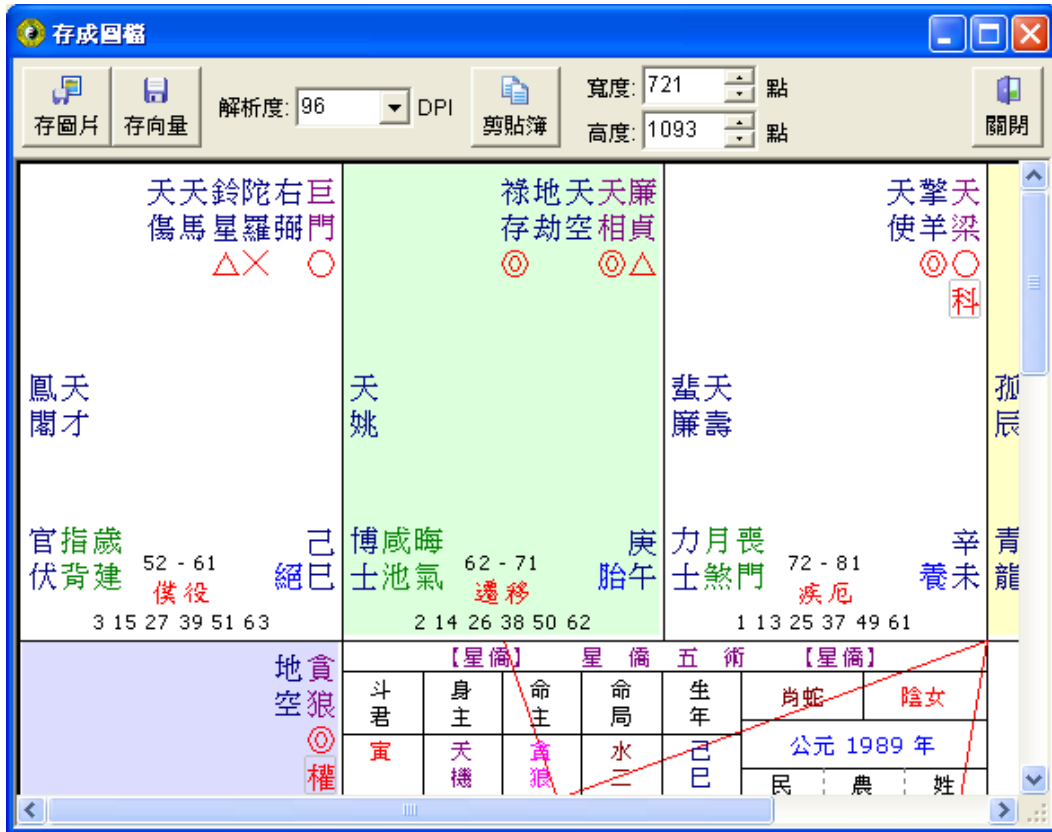 存成圖檔
存圖片
存向量
解析度: 96 DPI
剪貼簿
寬度: 721 點
高度: 1093 點
關閉
天傷
天馬
鈴星
陀羅
右弼
巨門
鳳閣
天才
官伏
指背
歲建
52 - 61
僕役
絕
己巳
3 15 27 39 51 63
祿存
地劫
天空
天相
廉貞
天姚
博士
咸池
晦氣
62 - 71
遷移
胎
庚午
2 14 26 38 50 62
天使
擎羊
天梁
科
蜚廉
天壽
力士
月煞
喪門
72 - 81
疾厄
養
辛未
1 13 25 37 49 61
孤辰
青龍
地空
貪狼
權
【星僑】 星僑五術 【星僑】
斗君
身主
命主
命局
生年
肖蛇
陰女
寅
天機
貪狼
水二
己巳
公元 1989 年
民
農
姓